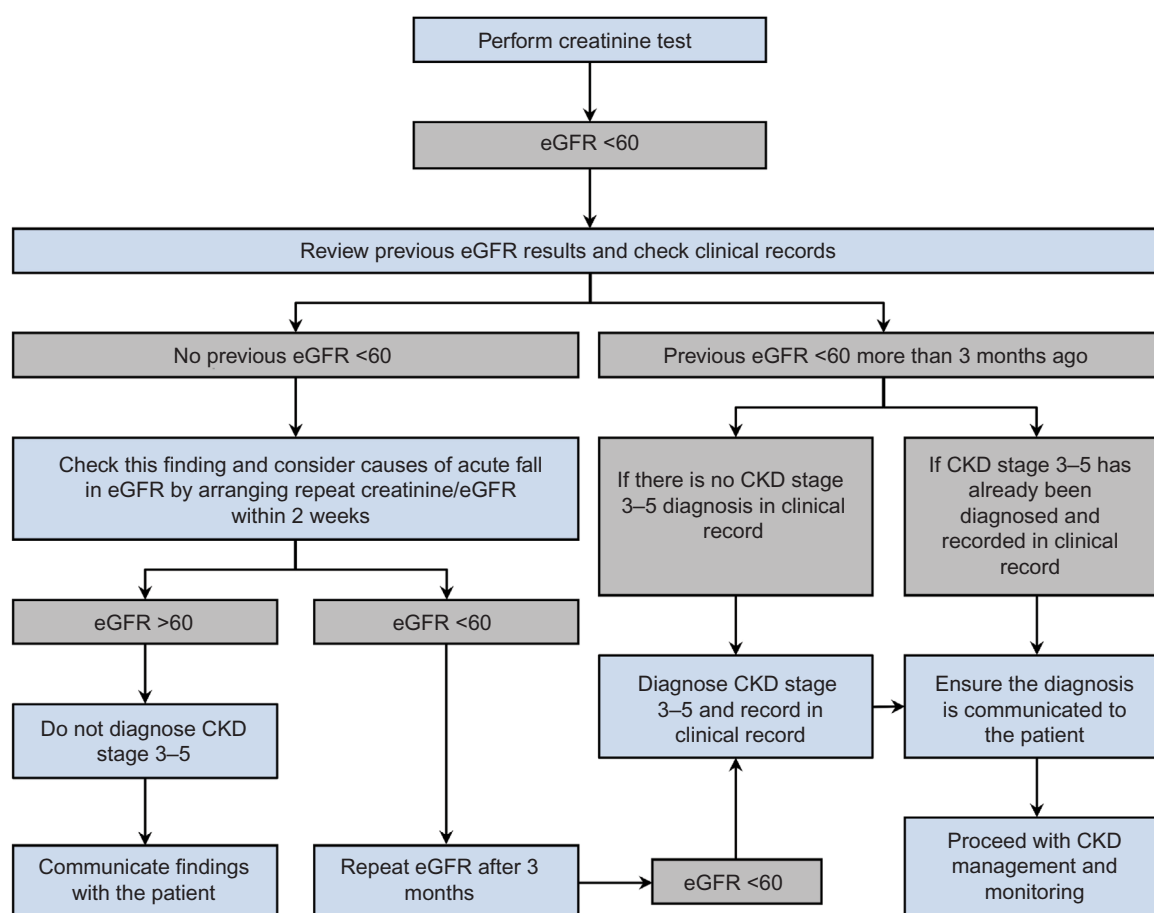 Perform creatinine test
eGFR <60
Review previous eGFR results and check clinical records
No previous eGFR <60
Previous eGFR <60 more than 3 months ago
Check this finding and consider causes of acute fall
in eGFR by arranging repeat creatinine/eGFR
within 2 weeks
If there is no CKD stage
3–5 diagnosis in clinical
record
If CKD stage 3–5 has
already been
diagnosed and
recorded in clinical
record
eGFR >60
eGFR <60
Do not diagnose CKD
stage 3–5
Diagnose CKD stage
3–5 and record in
clinical record
Ensure the diagnosis
is communicated to
the patient
Communicate findings
with the patient
Repeat eGFR after 3
months
eGFR <60
Proceed with CKD
management and
monitoring